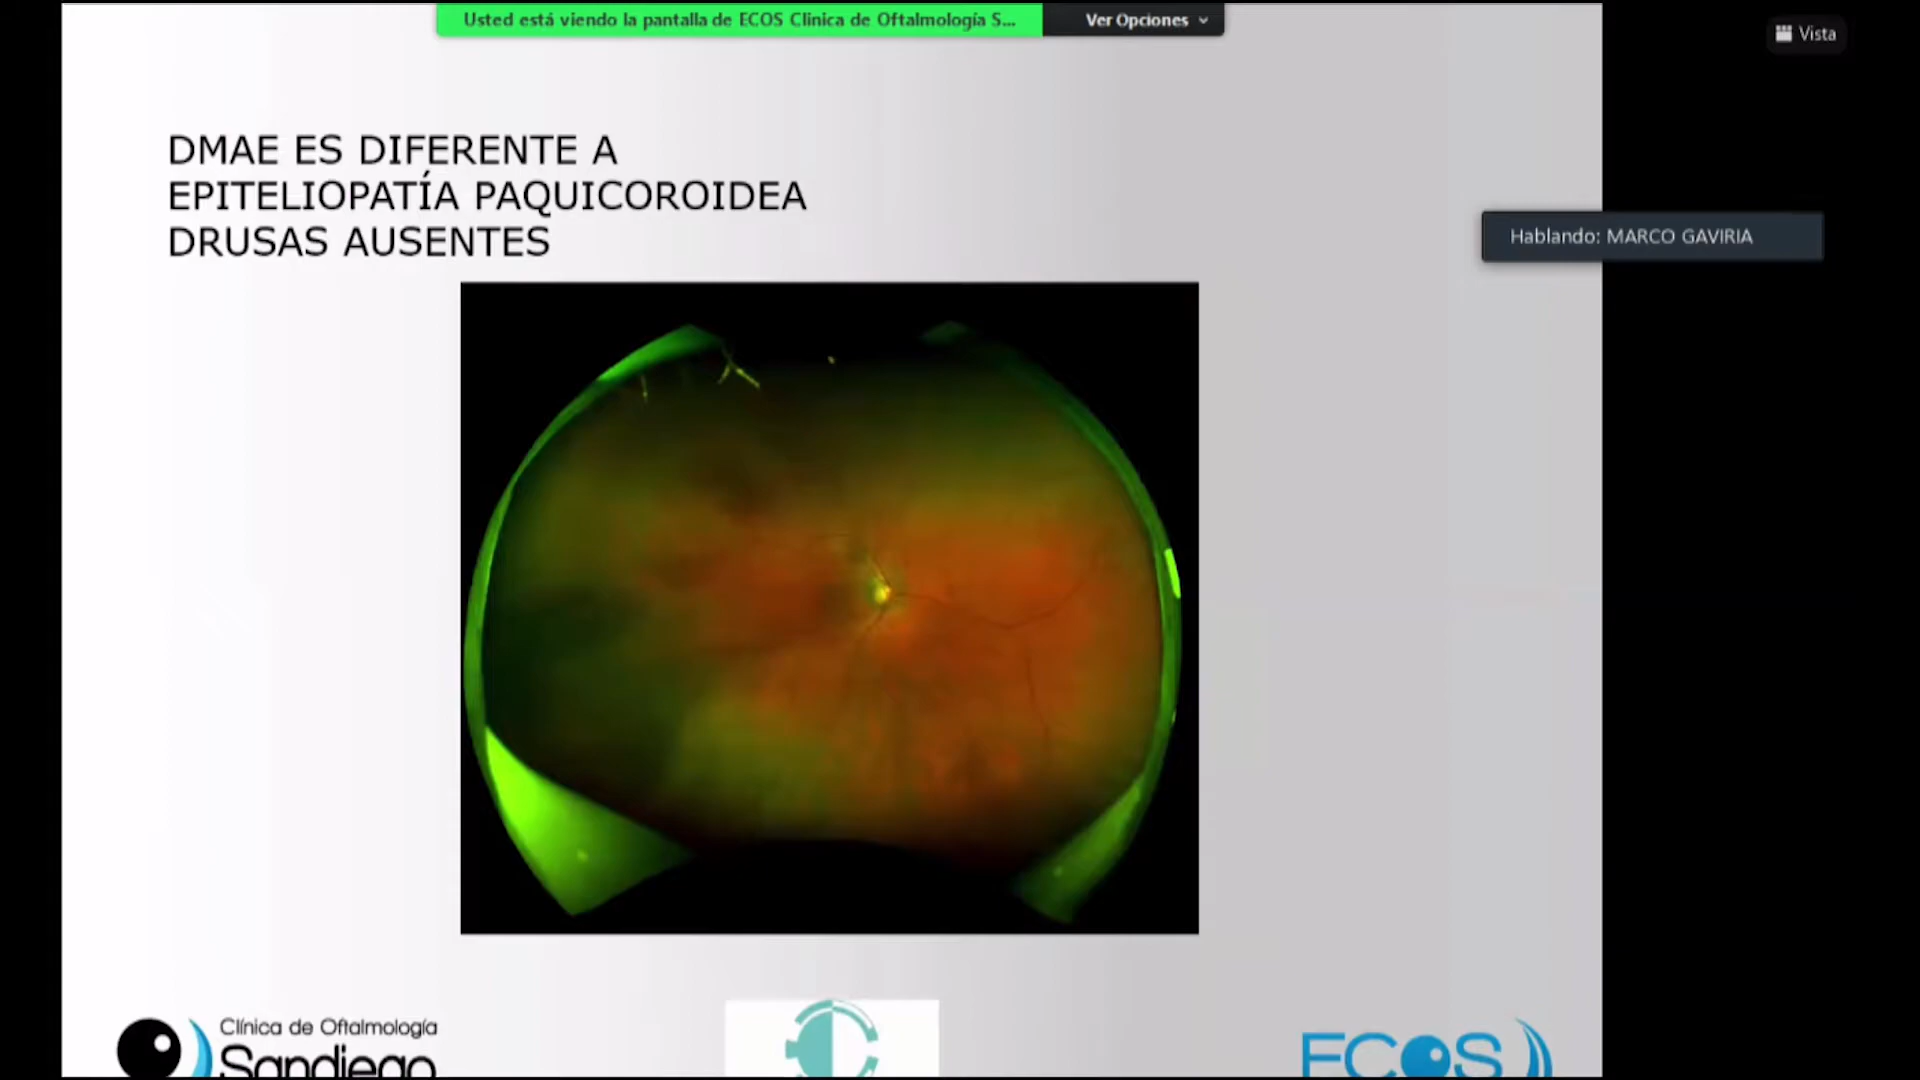 Usted está viendo la pantalla de ECOS Clinica de Oftalmología S...
Ver Opciones
Vista
DMAE ES DIFERENTE A
EPITELIOPATÍA PAQUICOROIDEA
DRUSAS AUSENTES
Hablando: MARCO GAVIRIA
Clínica de Oftalmología
Sandiego
ECOS